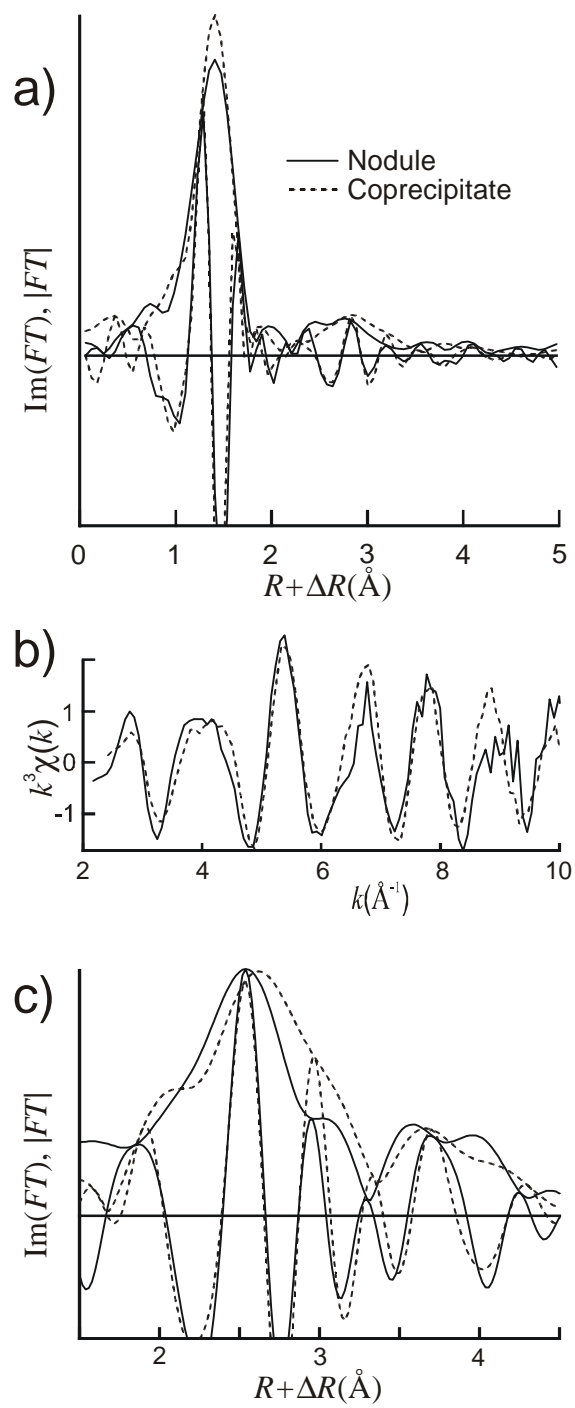 a)
Nodule
Coprecipitate
Im(FT), |FT|
0 1 2 3 4 5
R+ΔR(Å)
b)
k³χ(k)
1
0
-1
2 4 6 8 10
k(Å⁻¹)
c)
Im(FT), |FT|
2 3 4
R+ΔR(Å)